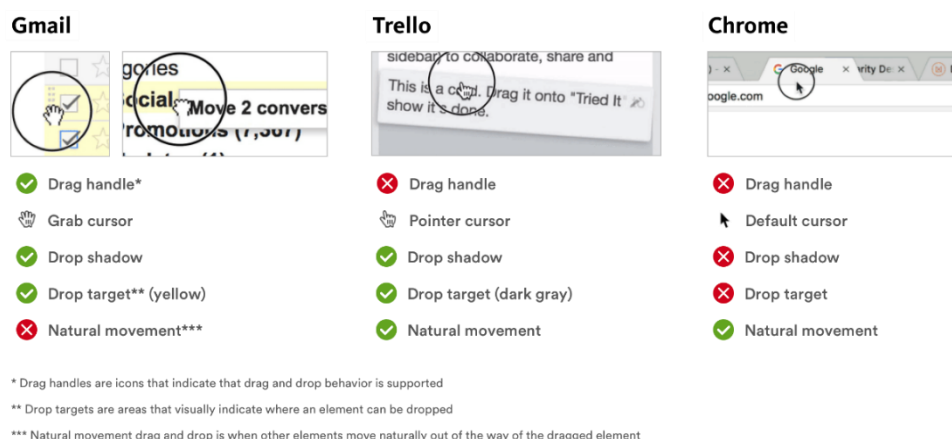 Gmail
gories
ocial
Move 2 convers
Promotions (7,367)
Drag handle*
Grab cursor
Drop shadow
Drop target** (yellow)
Natural movement***
Trello
sidebar to collaborate, share and
This is a card. Drag it onto "Tried It"
show it's done.
Drag handle
Pointer cursor
Drop shadow
Drop target (dark gray)
Natural movement
Chrome
Google
rity De
oogle.com
Drag handle
Default cursor
Drop shadow
Drop target
Natural movement
* Drag handles are icons that indicate that drag and drop behavior is supported
** Drop targets are areas that visually indicate where an element can be dropped
*** Natural movement drag and drop is when other elements move naturally out of the way of the dragged element